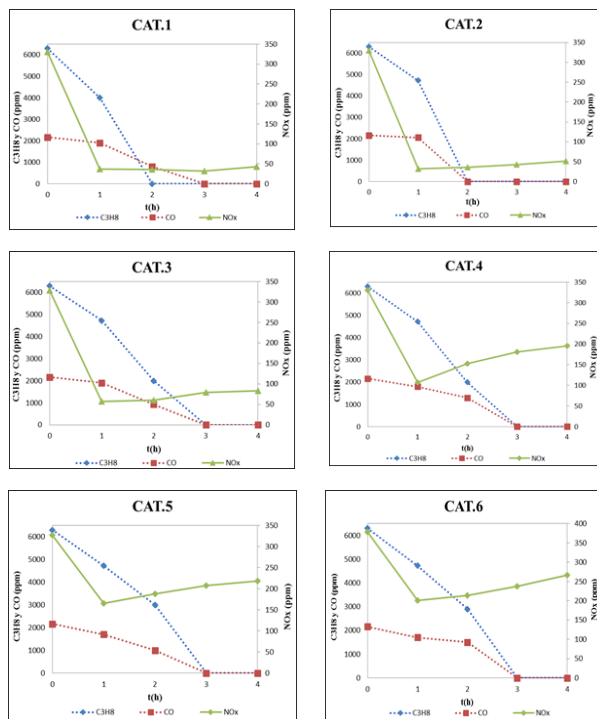 CAT.1
C3H8 y CO (ppm)
6000
5000
4000
3000
2000
1000
0
NOx (ppm)
350
300
250
200
150
100
50
0
0 1 2 3 4
t(h)
C3H8 CO NOx
CAT.2
C3H8 y CO (ppm)
6000
5000
4000
3000
2000
1000
0
NOx (ppm)
350
300
250
200
150
100
50
0
0 1 2 3 4
t(h)
C3H8 CO NOx
CAT.3
C3H8 y CO (ppm)
6000
5000
4000
3000
2000
1000
0
NOx (ppm)
350
300
250
200
150
100
50
0
0 1 2 3 4
t(h)
C3H8 CO NOx
CAT.4
C3H8 y CO (ppm)
6000
5000
4000
3000
2000
1000
0
NOx (ppm)
350
300
250
200
150
100
50
0
0 1 2 3 4
t(h)
C3H8 CO NOx
CAT.5
C3H8 y CO (ppm)
6000
5000
4000
3000
2000
1000
0
NOx (ppm)
350
300
250
200
150
100
50
0
0 1 2 3 4
t(h)
C3H8 CO NOx
CAT.6
C3H8 y CO (ppm)
6000
5000
4000
3000
2000
1000
0
NOx (ppm)
400
350
300
250
200
150
100
50
0
0 1 2 3 4
t(h)
C3H8 CO NOx